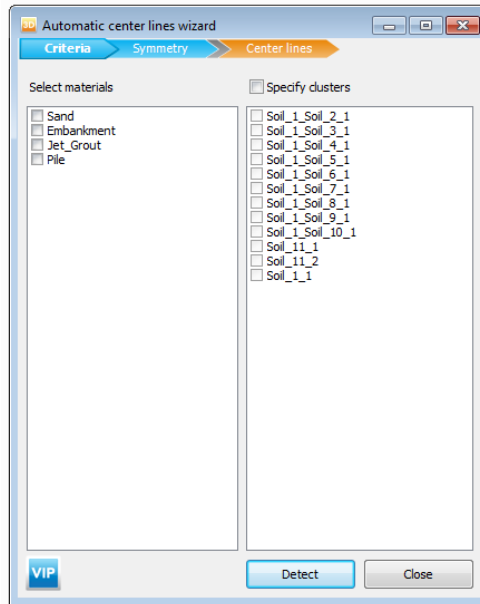 3D Automatic center lines wizard
Criteria Symmetry Center lines
Select materials
Specify clusters
Sand
Embankment
Jet_Grout
Pile
Soil_1_Soil_2_1
Soil_1_Soil_3_1
Soil_1_Soil_4_1
Soil_1_Soil_5_1
Soil_1_Soil_6_1
Soil_1_Soil_7_1
Soil_1_Soil_8_1
Soil_1_Soil_9_1
Soil_1_Soil_10_1
Soil_11_1
Soil_11_2
Soil_1_1
VIP
Detect
Close